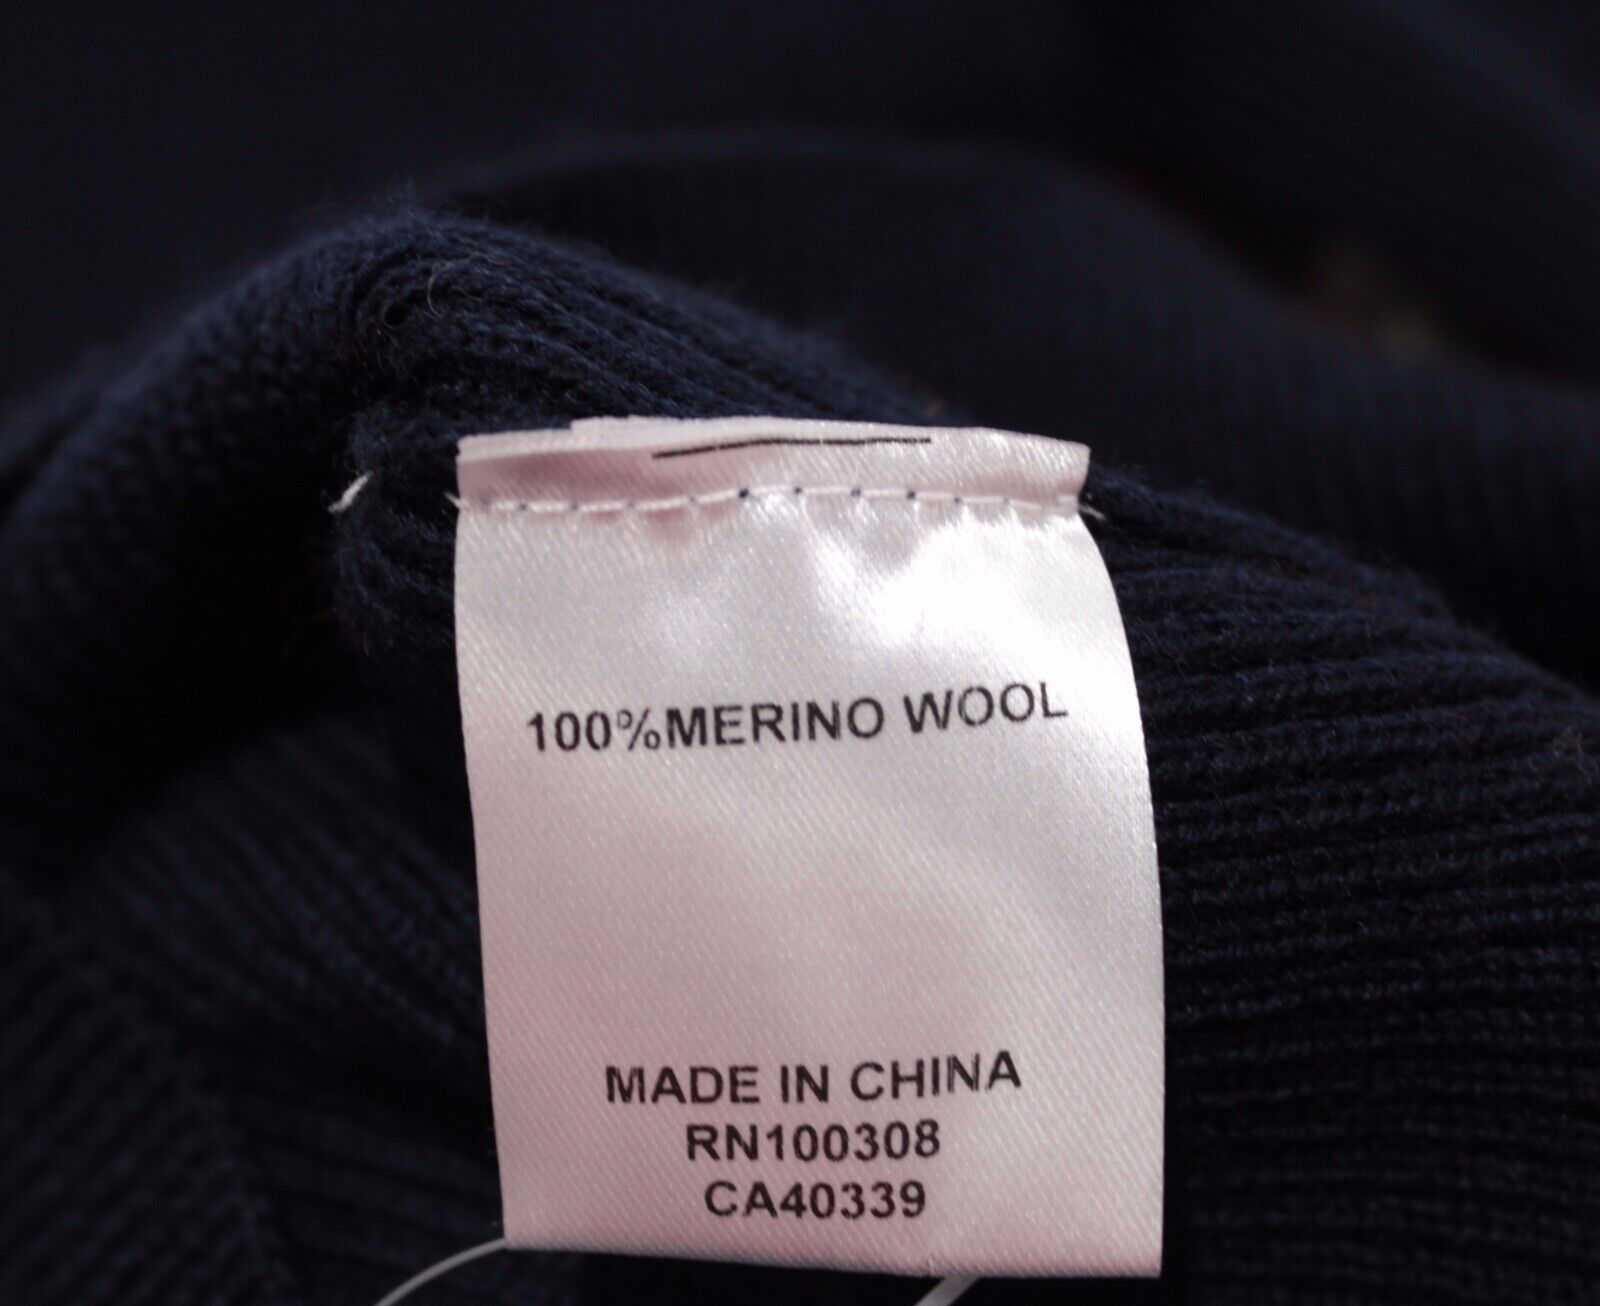 100%MERINO WOOL
MADE IN CHINA
RN100308
CA40339